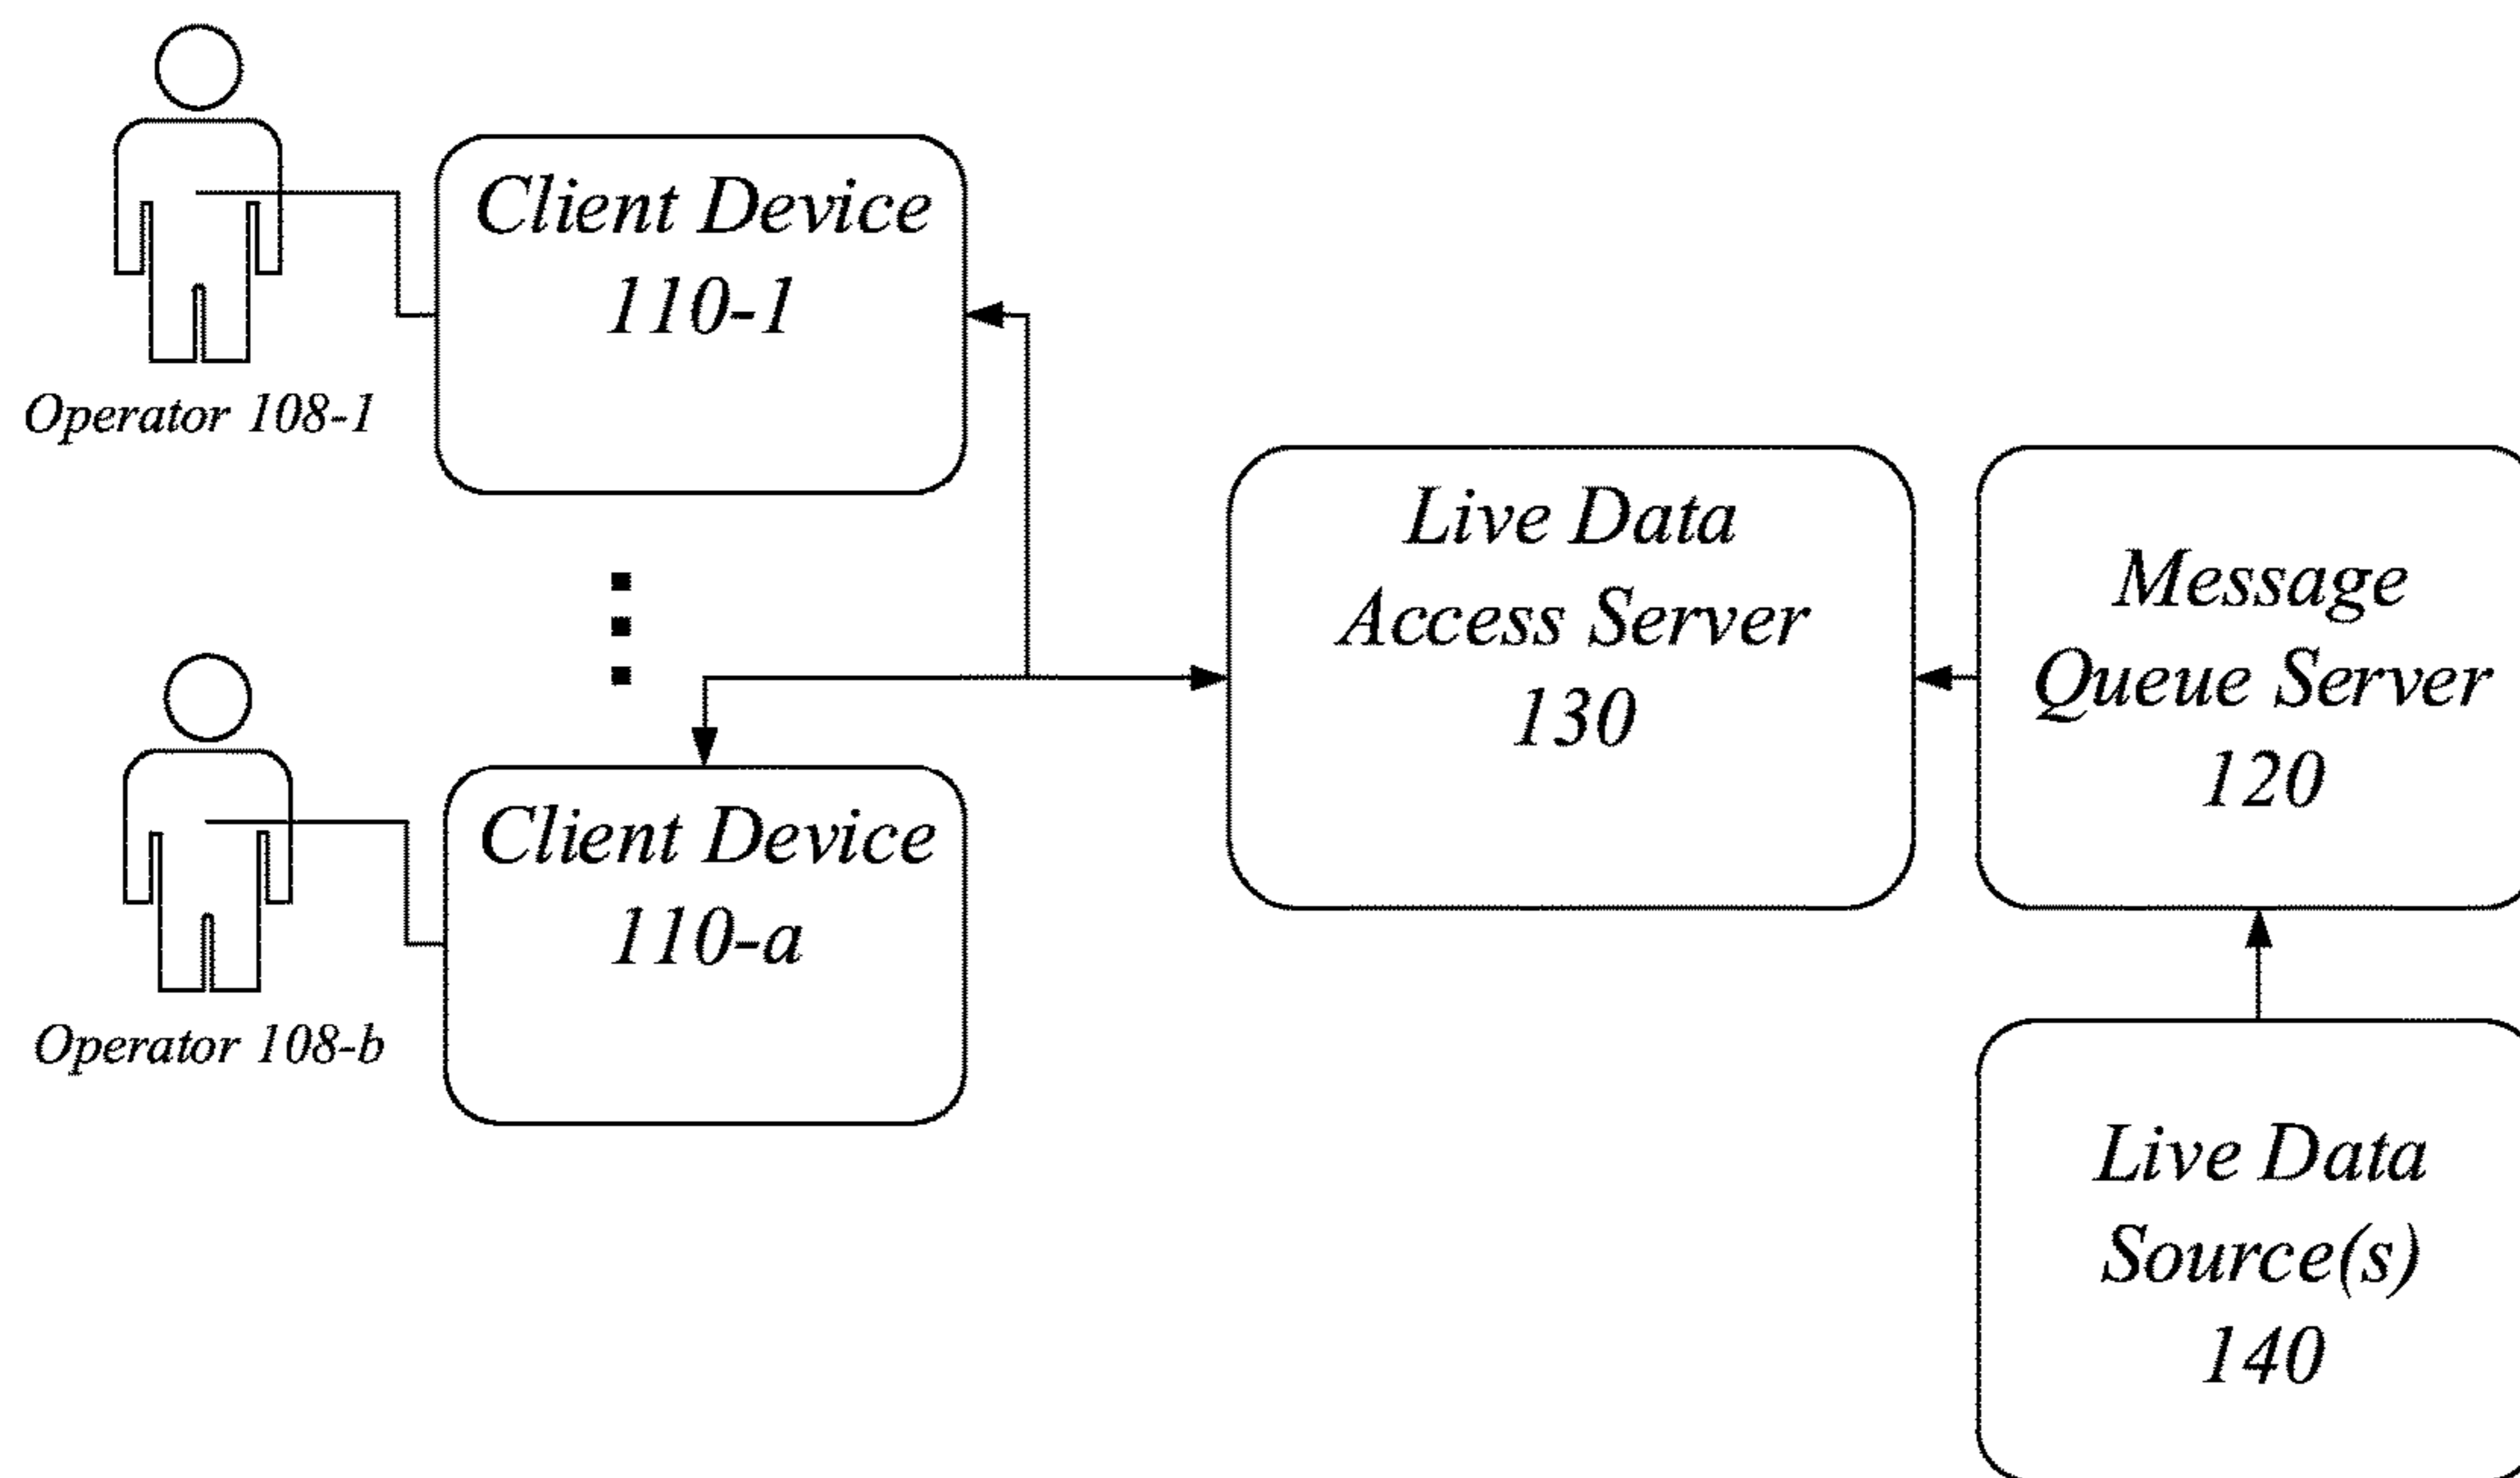 Client Device
110-1
Operator 108-1
Live Data
Access Server
130
Message
Queue Server
120
Client Device
110-a
Operator 108-b
Live Data
Source(s)
140